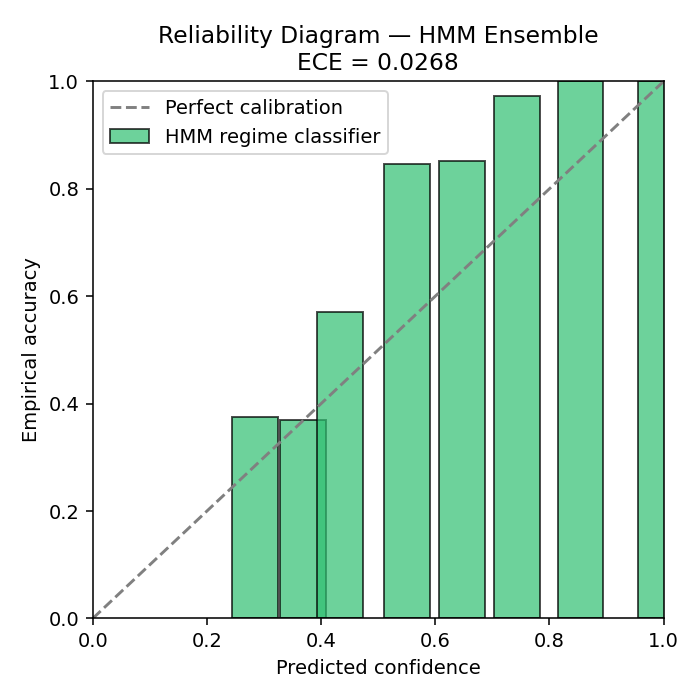 Reliability Diagram — HMM Ensemble
ECE = 0.0268
Perfect calibration
HMM regime classifier
Empirical accuracy
1.0
0.8
0.6
0.4
0.2
0.0
0.0 0.2 0.4 0.6 0.8 1.0
Predicted confidence